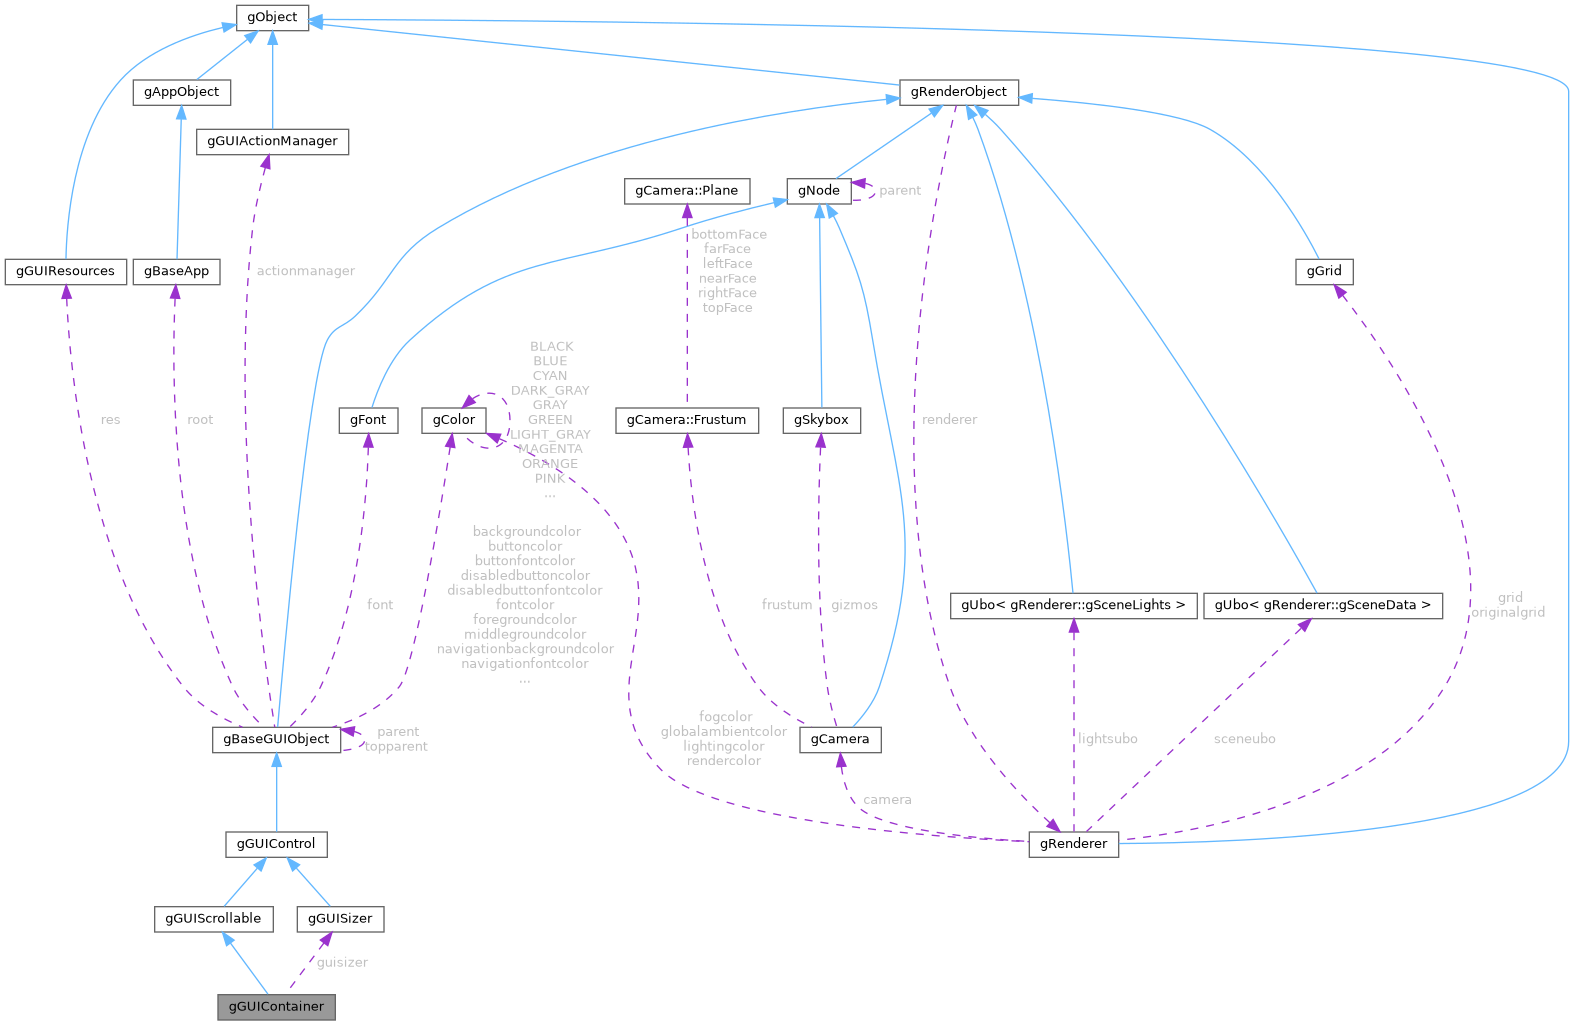 gObject
gAppObject
gRenderObject
gGUIActionManager
gCamera::Plane
gNode
parent
bottomFace
farFace
leftFace
nearFace
rightFace
topFace
gGUIResources
gBaseApp
actionmanager
gGrid
BLACK
BLUE
CYAN
DARK_GRAY
GRAY
GREEN
LIGHT_GRAY
MAGENTA
ORANGE
PINK
...
res
root
gFont
gColor
gCamera::Frustum
gSkybox
renderer
backgroundcolor
buttoncolor
buttonfontcolor
disabledbuttoncolor
disabledbuttonfontcolor
fontcolor
foregroundcolor
middlegroundcolor
navigationbackgroundcolor
navigationfontcolor
...
font
frustum
gizmos
gUbo< gRenderer::gSceneLights >
gUbo< gRenderer::gSceneData >
grid
originalgrid
gBaseGUIObject
parent
topparent
fogcolor
globalambientcolor
lightingcolor
rendercolor
gCamera
lightsubo
sceneubo
camera
gGUIControl
gRenderer
gGUIScrollable
gGUISizer
guisizer
gGUIContainer